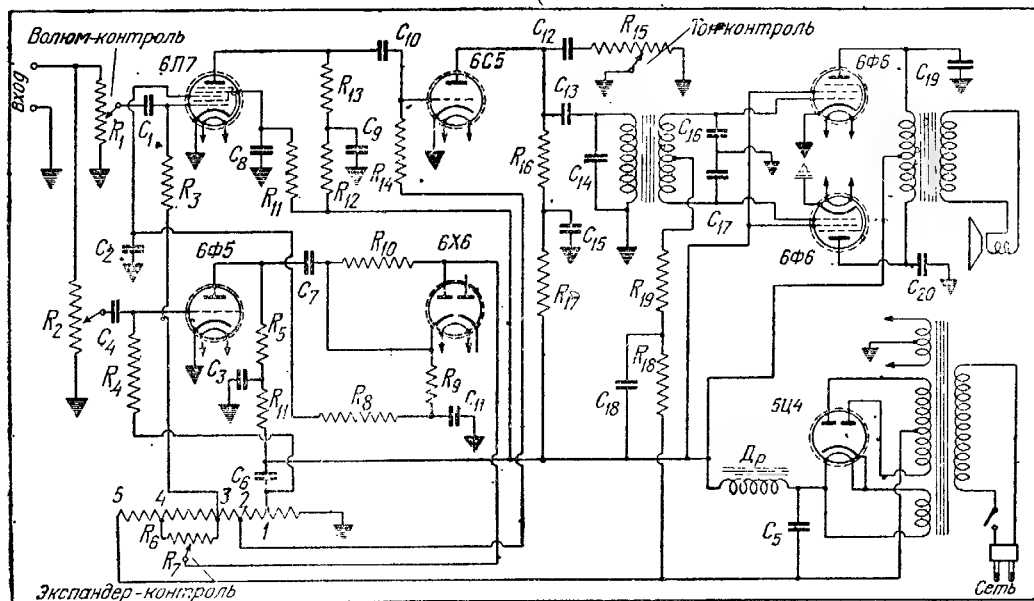 Волюм-контроль
Вход
R1
C1
6Л7
C10
6С5
C12
R15
Тон-контроль
6Ф6
C19
R13
C9
C8
R11
R12
R14
R3
C2
R2
C13
R16
C14
C15
C16
C17
6Ф6
C20
6Ф5
C4
R4
C3
R5
C7
R10
6Х6
R9
R8
C11
R11
C6
R17
R19
R18
C18
5Ц4
Др
C5
5
4
3
2
1
R6
R7
Экспандер-контроль
Сеть